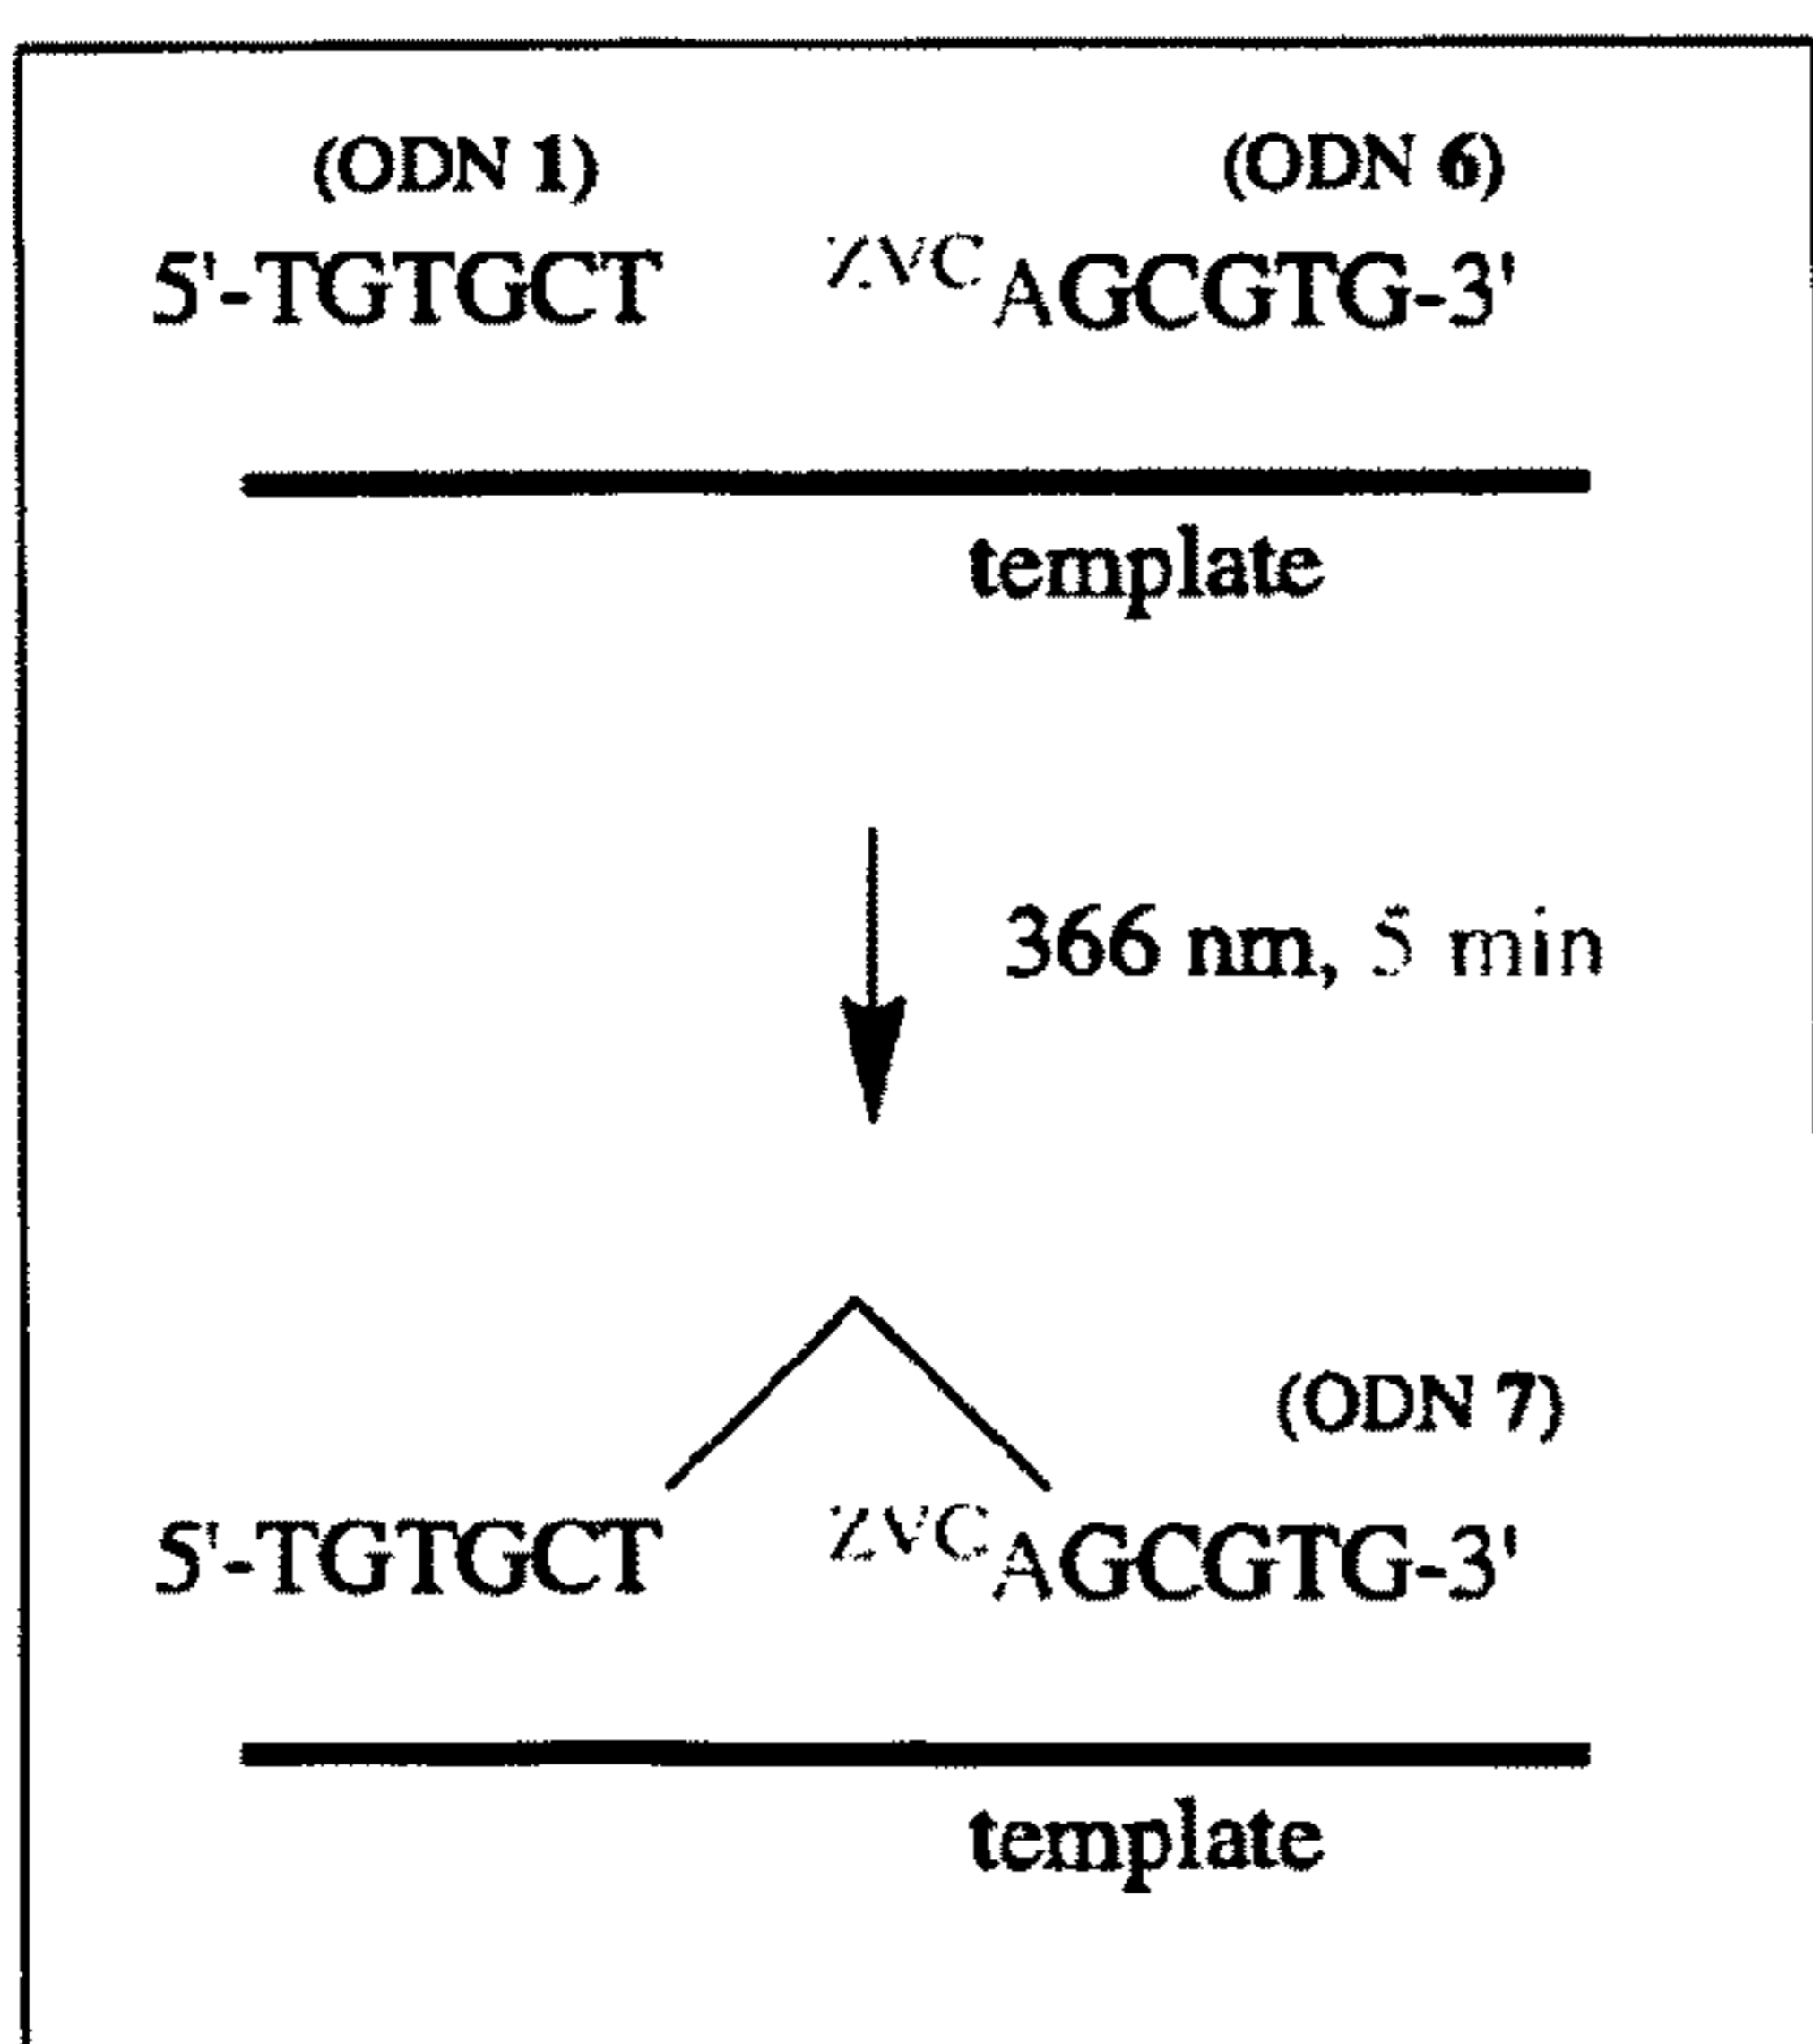 (ODN 1) (ODN 6)
5'-TGTGCT ZVCAGCGTG-3'
template
366 nm, 5 min
(ODN 7)
5'-TGTGCT ZVCAGCGTG-3'
template